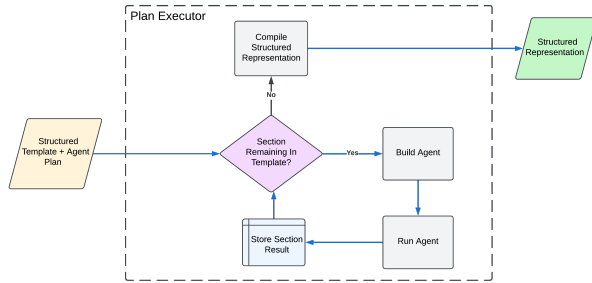 Plan Executor
Compile
Structured
Representation
Structured
Representation
No
Structured
Template + Agent
Plan
Section
Remaining In
Template?
Yes
Build Agent
Store Section
Result
Run Agent